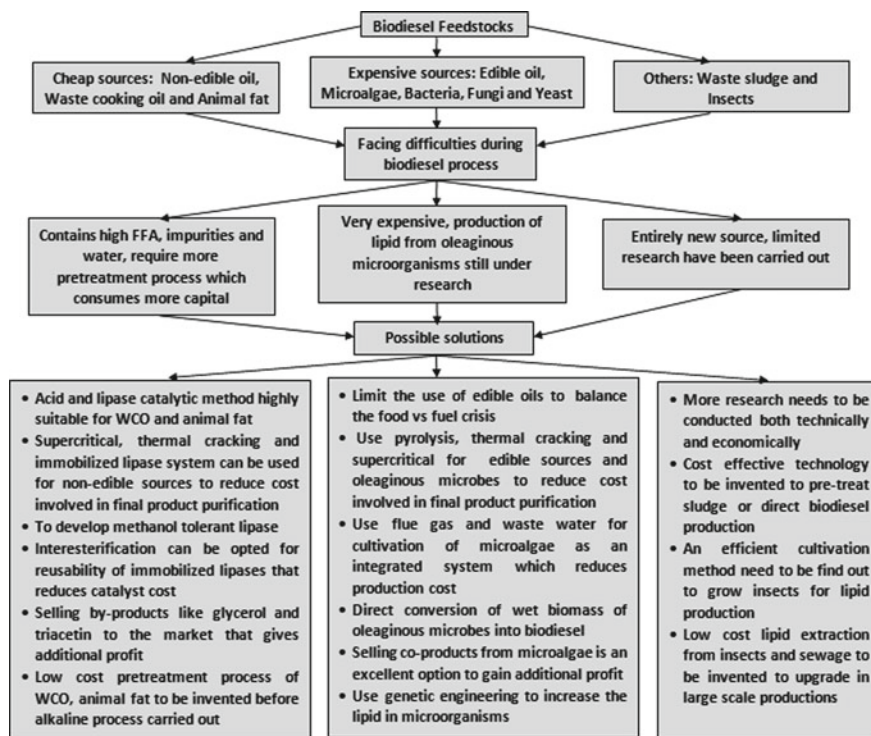 Biodiesel Feedstocks
Cheap sources: Non-edible oil,
Waste cooking oil and Animal fat
Expensive sources: Edible oil,
Microalgae, Bacteria, Fungi and Yeast
Others: Waste sludge and
Insects
Facing difficulties during
biodiesel process
Contains high FFA, impurities and
water, require more
pretreatment process which
consumes more capital
Very expensive, production of
lipid from oleaginous
microorganisms still under
research
Entirely new source, limited
research have been carried out
Possible solutions
• Acid and lipase catalytic method highly
suitable for WCO and animal fat
• Supercritical, thermal cracking and
immobilized lipase system can be used
for non-edible sources to reduce cost
involved in final product purification
• To develop methanol tolerant lipase
• Interesterification can be opted for
reusability of immobilized lipases that
reduces catalyst cost
• Selling by-products like glycerol and
triacetin to the market that gives
additional profit
• Low cost pretreatment process of
WCO, animal fat to be invented before
alkaline process carried out
• Limit the use of edible oils to balance
the food vs fuel crisis
• Use pyrolysis, thermal cracking and
supercritical for edible sources and
oleaginous microbes to reduce cost
involved in final product purification
• Use flue gas and waste water for
cultivation of microalgae as an
integrated system which reduces
production cost
• Direct conversion of wet biomass of
oleaginous microbes into biodiesel
• Selling co-products from microalgae is an
excellent option to gain additional profit
• Use genetic engineering to increase the
lipid in microorganisms
• More research needs to be
conducted both technically
and economically
• Cost effective technology
to be invented to pre-treat
sludge or direct biodiesel
production
• An efficient cultivation
method need to be find out
to grow insects for lipid
production
• Low cost lipid extraction
from insects and sewage to
be invented to upgrade in
large scale productions